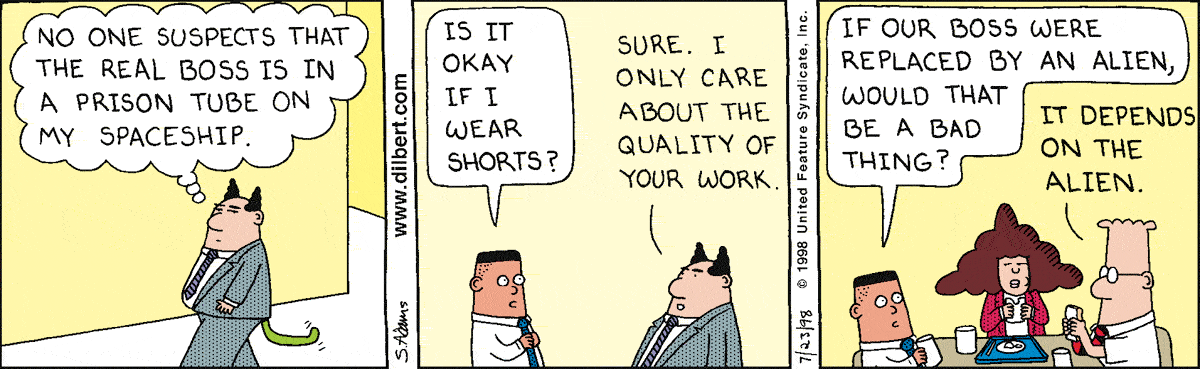 NO ONE SUSPECTS THAT
THE REAL BOSS IS IN
A PRISON TUBE ON
MY SPACESHIP.
www.dilbert.com
S. Adams
IS IT
OKAY
IF I
WEAR
SHORTS?
SURE. I
ONLY CARE
ABOUT THE
QUALITY OF
YOUR WORK.
7/23/98 © 1998 United Feature Syndicate, Inc.
IF OUR BOSS WERE
REPLACED BY AN ALIEN,
WOULD THAT
BE A BAD
THING?
IT DEPENDS
ON THE
ALIEN.